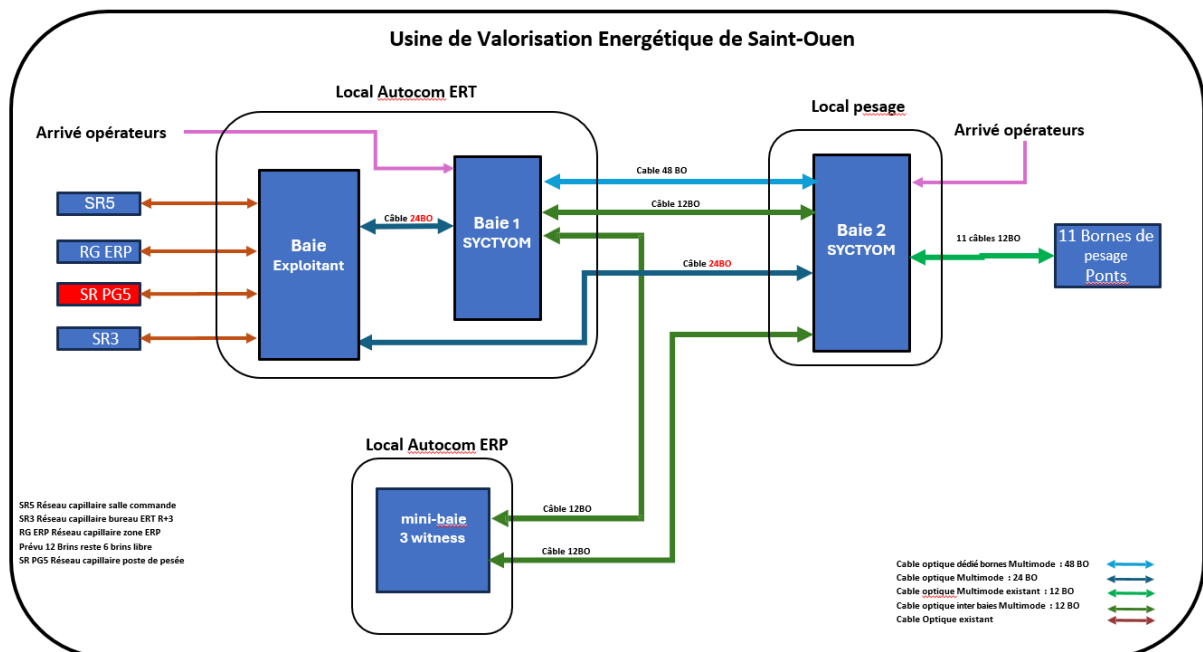 Usine de Valorisation Energétique de Saint-Ouen
Local Autocom ERT
Local pesage
Arrivé opérateurs
Arrivé opérateurs
SR5
RG ERP
SR PG5
SR3
Baie
Exploitant
Câble 24BO
Baie 1
SYCTYOM
Cable 48 BO
Câble 12BO
Câble 24BO
Baie 2
SYCTYOM
11 câbles 12BO
11 Bornes de
pesage
Ponts
Local Autocom ERP
mini-baie
3 witness
Câble 12BO
Câble 12BO
SR5 Réseau capillaire salle commande
SR3 Réseau capillaire bureau ERT R+3
RG ERP Réseau capillaire zone ERP
Prévu 12 Brins reste 6 brins libre
SR PG5 Réseau capillaire poste de pesée
Cable optique dédié bornes Multimode : 48 BO
Cable optique Multimode : 24 BO
Cable optique Multimode existant : 12 BO
Cable optique inter baies Multimode : 12 BO
Cable Optique existant